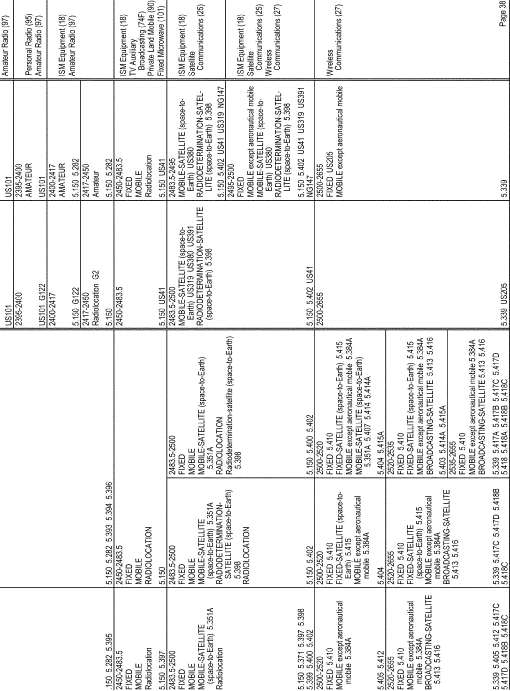 .150 5.282 5.395
2450-2483.5
FIXED
MOBILE
Radiolocation
5.150 5.397
2483.5-2500
FIXED
MOBILE
MOBILE-SATELLITE
(space-to-Earth) 5.351A
Radiolocation
5.150 5.371 5.397 5.398
5.399 5.400 5.402
2500-2520
FIXED 5.410
MOBILE except aeronautical
mobile 5.384A
5.405 5.412
2520-2655
FIXED 5.410
MOBILE except aeronautical
mobile 5.384A
BROADCASTING-SATELLITE
5.413 5.416
5.339 5.405 5.412 5.417C
5.417D 5.418B 5.418C
5.150 5.282 5.393 5.394 5.396
2450-2483.5
FIXED
MOBILE
RADIOLOCATION
5.150
2483.5-2500
FIXED
MOBILE
MOBILE-SATELLITE
(space-to-Earth) 5.351A
RADIODETERMINATION-
SATELLITE (space-to-Earth)
5.398
RADIOLOCATION
5.150 5.402
2500-2520
FIXED 5.410
FIXED-SATELLITE (space-to-
Earth) 5.415
MOBILE except aeronautical
mobile 5.384A
5.404
2520-2655
FIXED 5.410
FIXED-SATELLITE
(space-to-Earth) 5.415
MOBILE except aeronautical
mobile 5.384A
BROADCASTING-SATELLITE
5.413 5.416
5.339 5.417C 5.417D 5.418B
5.418C
2483.5-2500
FIXED
MOBILE
MOBILE-SATELLITE (space-to-Earth)
5.351A
RADIOLOCATION
Radiodetermination-satellite (space-to-Earth)
5.398
5.150 5.400 5.402
2500-2520
FIXED 5.410
FIXED-SATELLITE (space-to-Earth) 5.415
MOBILE except aeronautical mobile 5.384A
MOBILE-SATELLITE (space-to-Earth)
5.351A 5.407 5.414 5.414A
5.404 5.415A
2520-2535
FIXED 5.410
FIXED-SATELLITE (space-to-Earth) 5.415
MOBILE except aeronautical mobile 5.384A
BROADCASTING-SATELLITE 5.413 5.416
5.403 5.414A 5.415A
2535-2655
FIXED 5.410
MOBILE except aeronautical mobile 5.384A
BROADCASTING-SATELLITE 5.413 5.416
5.339 5.417A 5.417B 5.417C 5.417D
5.418 5.418A 5.418B 5.418C
US101
2395-2400
US101 G122
2400-2417
5.150 G122
2417-2450
Radiolocation G2
5.150
2450-2483.5
5.150 US41
2483.5-2500
MOBILE-SATELLITE (space-to-
Earth) US319 US380 US391
RADIODETERMINATION-SATELLITE
(space-to-Earth) 5.398
5.150 5.402 US41
2500-2655
5.339 US205
US101
2395-2400
AMATEUR
US101
2400-2417
AMATEUR
5.150 5.282
2417-2450
Amateur
5.150 5.282
2450-2483.5
FIXED
MOBILE
Radiolocation
5.150 US41
2483.5-2495
MOBILE-SATELLITE (space-to-
Earth) US380
RADIODETERMINATION-SATEL-
LITE (space-to-Earth) 5.398
5.150 5.402 US41 US319 NG147
2495-2500
FIXED
MOBILE except aeronautical mobile
MOBILE-SATELLITE (space-to-
Earth) US380
RADIODETERMINATION-SATEL-
LITE (space-to-Earth) 5.398
5.150 5.402 US41 US319 US391
NG147
2500-2655
FIXED US205
MOBILE except aeronautical mobile
5.339
Amateur Radio (97)
Personal Radio (95)
Amateur Radio (97)
ISM Equipment (18)
Amateur Radio (97)
ISM Equipment (18)
TV Auxiliary
Broadcasting (74F)
Private Land Mobile (90)
Fixed Microwave (101)
ISM Equipment (18)
Satellite
Communications (25)
ISM Equipment (18)
Satellite
Communications (25)
Wireless
Communications (27)
Wireless
Communications (27)
Page 38